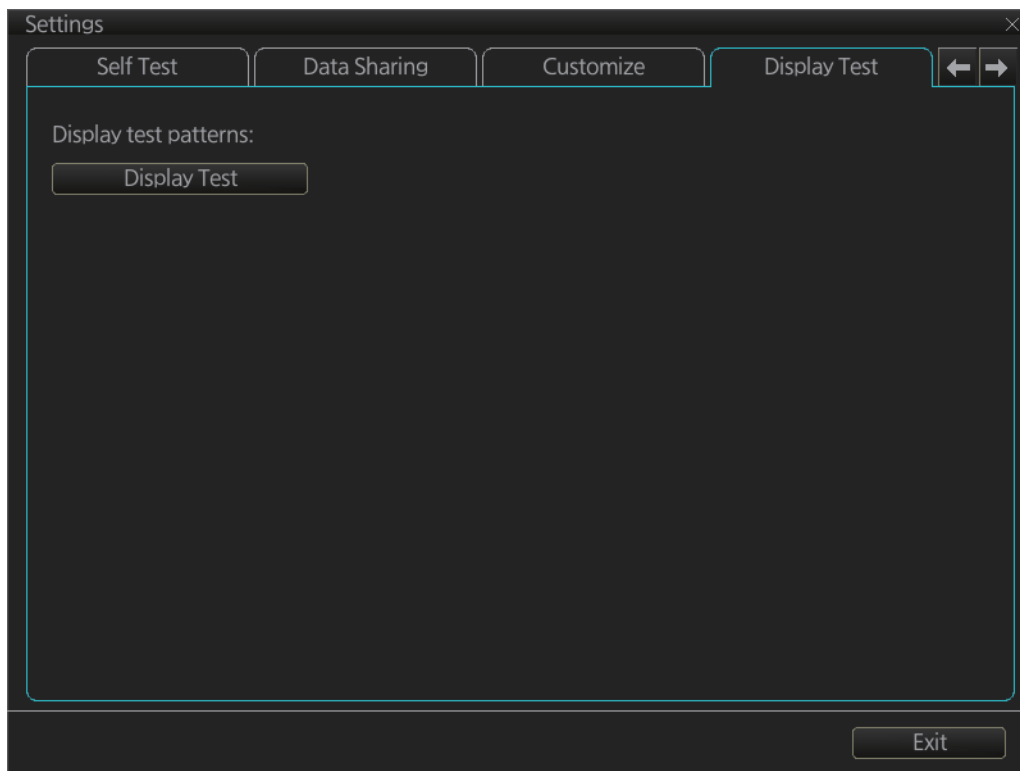 Settings
Self Test
Data Sharing
Customize
Display Test
Display test patterns:
Display Test
Exit